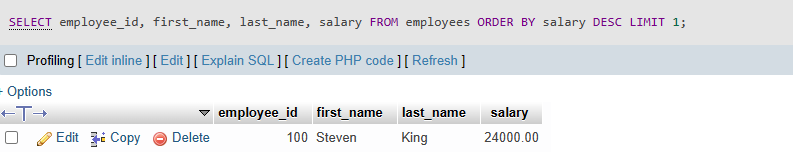 SELECT employee_id, first_name, last_name, salary FROM employees ORDER BY salary DESC LIMIT 1;
Profiling [ Edit inline ] [ Edit ] [ Explain SQL ] [ Create PHP code ] [ Refresh ]
+ Options
←T→ employee_id first_name last_name salary
Edit Copy Delete 100 Steven King 24000.00